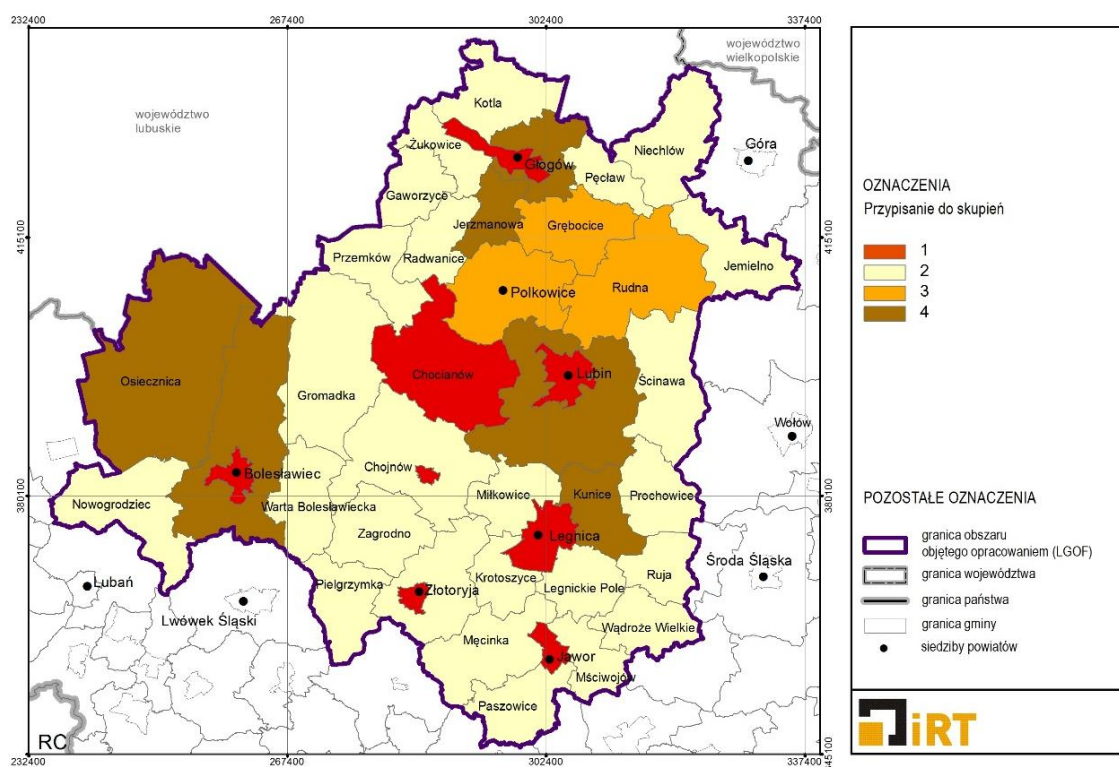 232400
267400
302400
337400
województwo
wielkopolskie
województwo
lubuskie
Kotla
Góra
Żukowice
Głogów
Niechlów
Pęcław
Gaworzyce
Jerzmanowa
Grębocice
415100
415100
Przemków
Radwanice
Jemielno
Polkowice
Rudna
Osiecznica
Chocianów
Lubin
Ścinawa
Gromadka
Wołów
Chojnów
Bolesławiec
Miłkowice
Kunice
Prochowice
380100
380100
Nowogrodziec
Warta Bolesławiecka
Zagrodno
Legnica
Środa Śląska
Lubań
Pielgrzymka
Złotoryja
Krotoszyce
Legnickie Pole
Ruja
Lwówek Śląski
Męcinka
Wądroże Wielkie
Jawor
Mściwojów
Paszowice
RC
45100
232400
267400
302400
337400
OZNACZENIA
Przypisanie do skupień
1
2
3
4
POZOSTAŁE OZNACZENIA
granica obszaru
objętego opracowaniem (LGOF)
granica województwa
granica państwa
granica gminy
siedziby powiatów
iRT